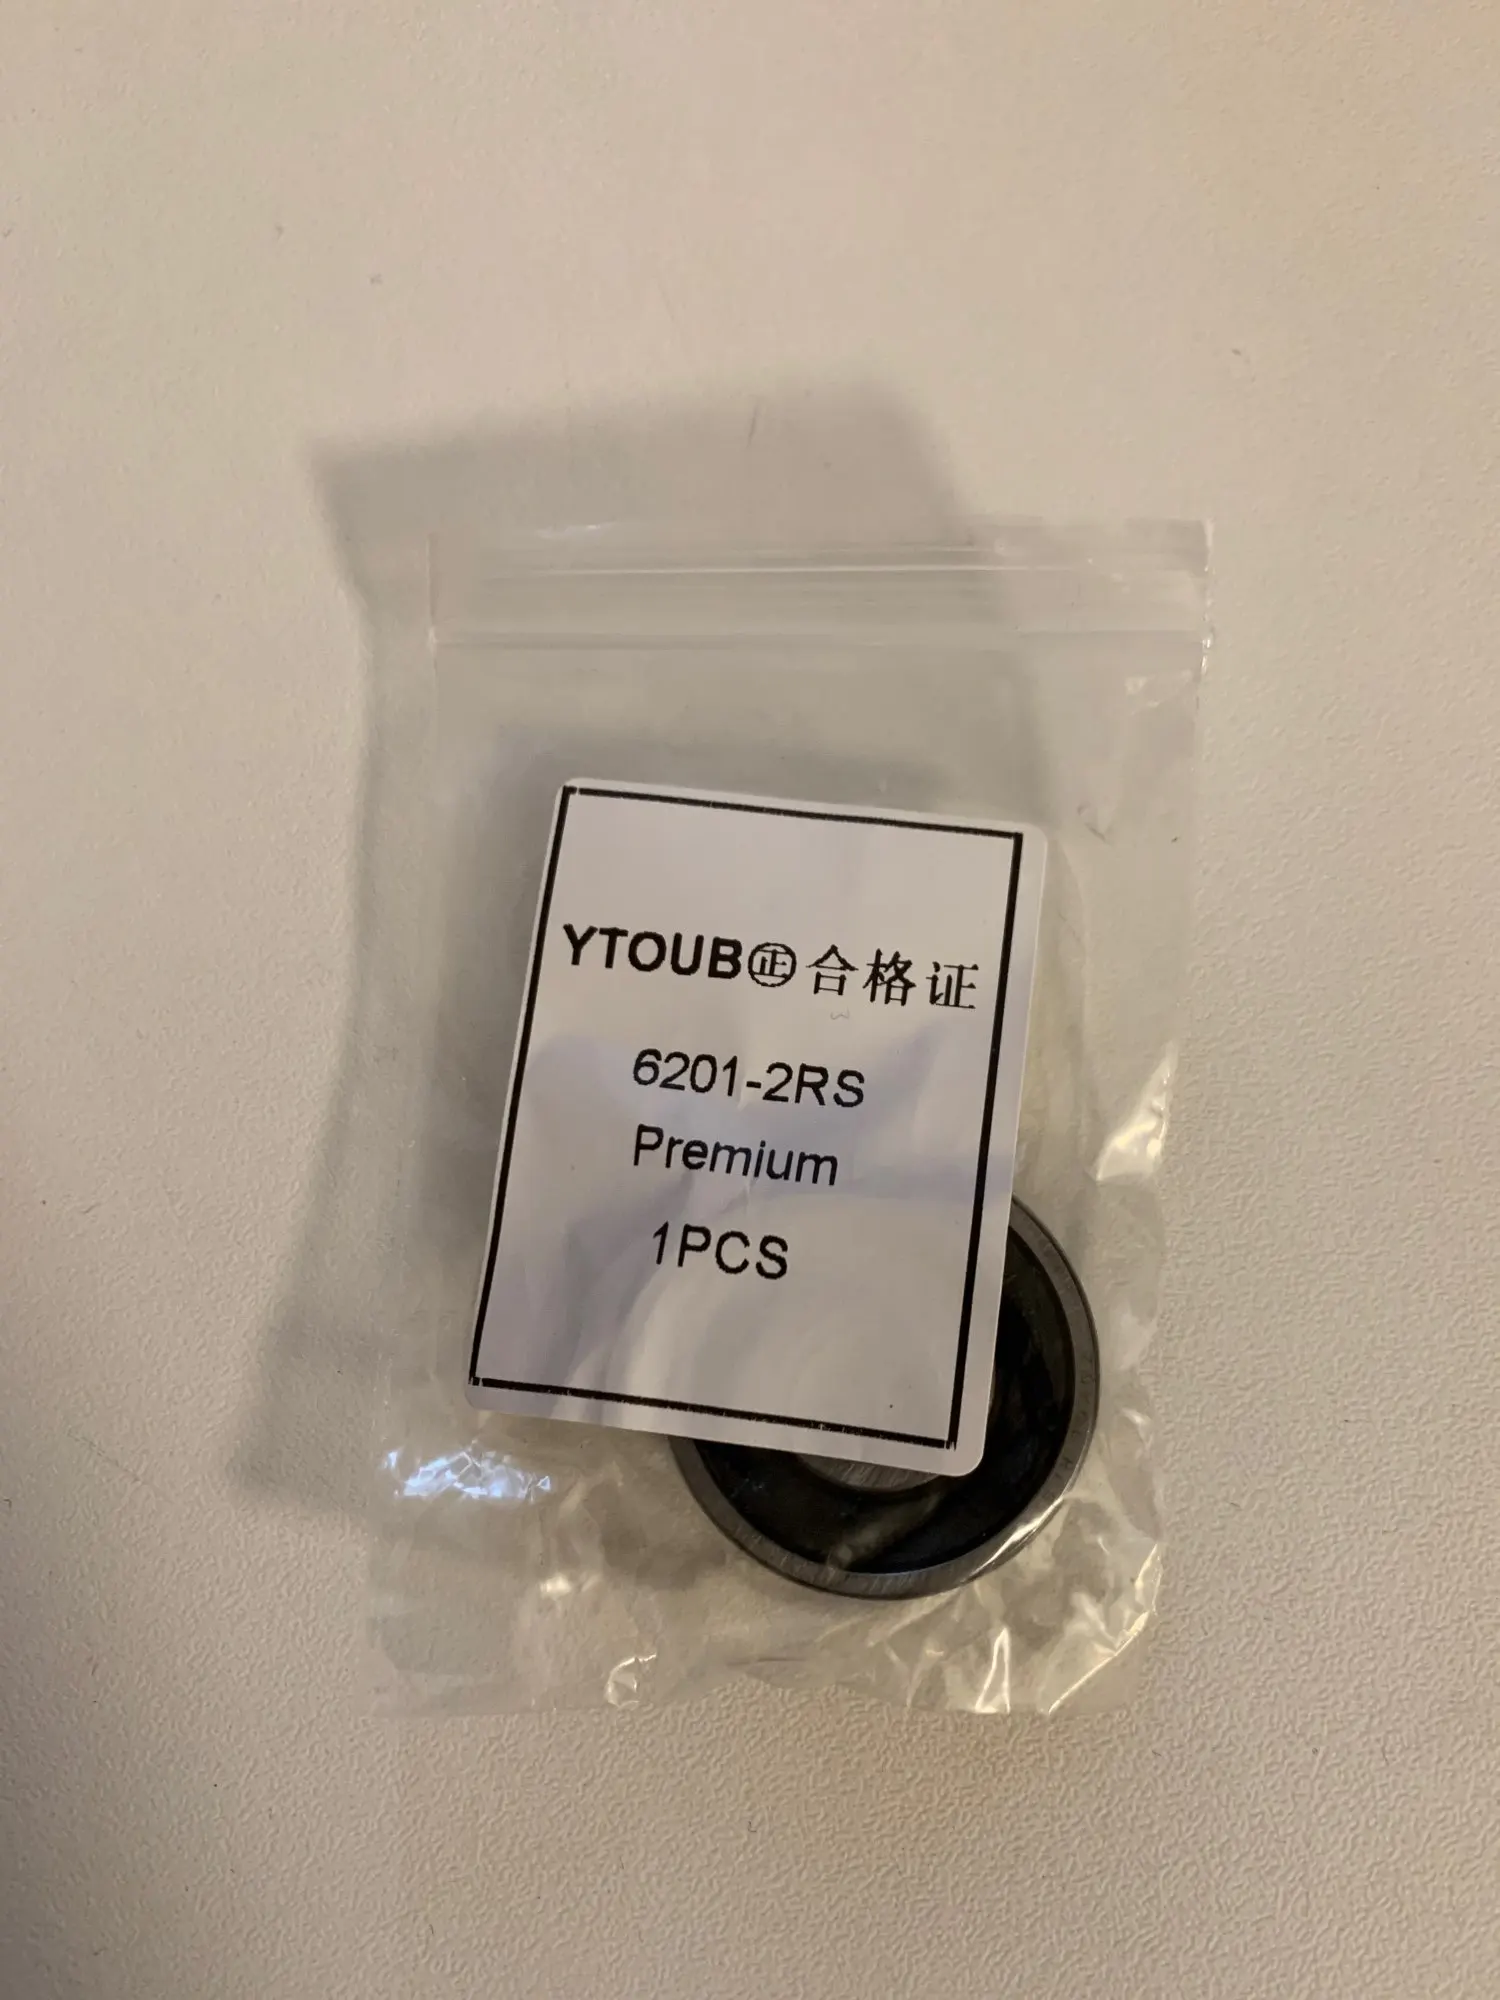 YTOUB㊣合格证
6201-2RS
Premium
1PCS